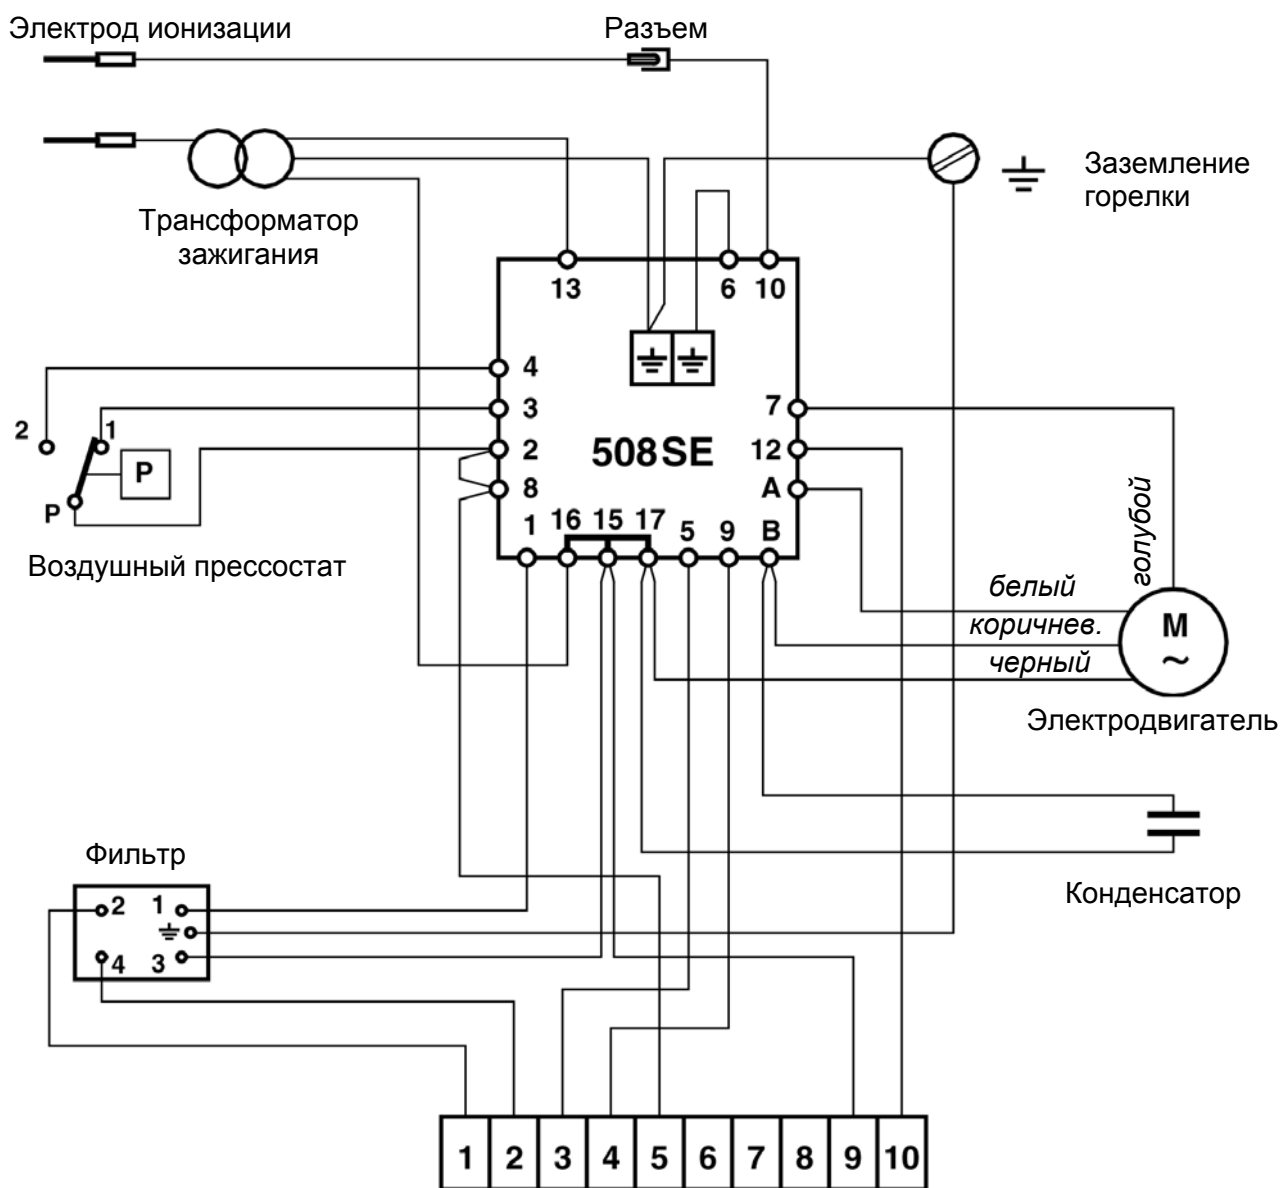 Электрод ионизации
Разъем
Заземление
горелки
Трансформатор
зажигания
13
6
10
4
3
2
8
7
12
A
508SE
2
1
P
P
Воздушный прессостат
1
16
15
17
5
9
B
голубой
белый
коричнев.
черный
M
~
Электродвигатель
Конденсатор
Фильтр
2
1
4
3
1
2
3
4
5
6
7
8
9
10